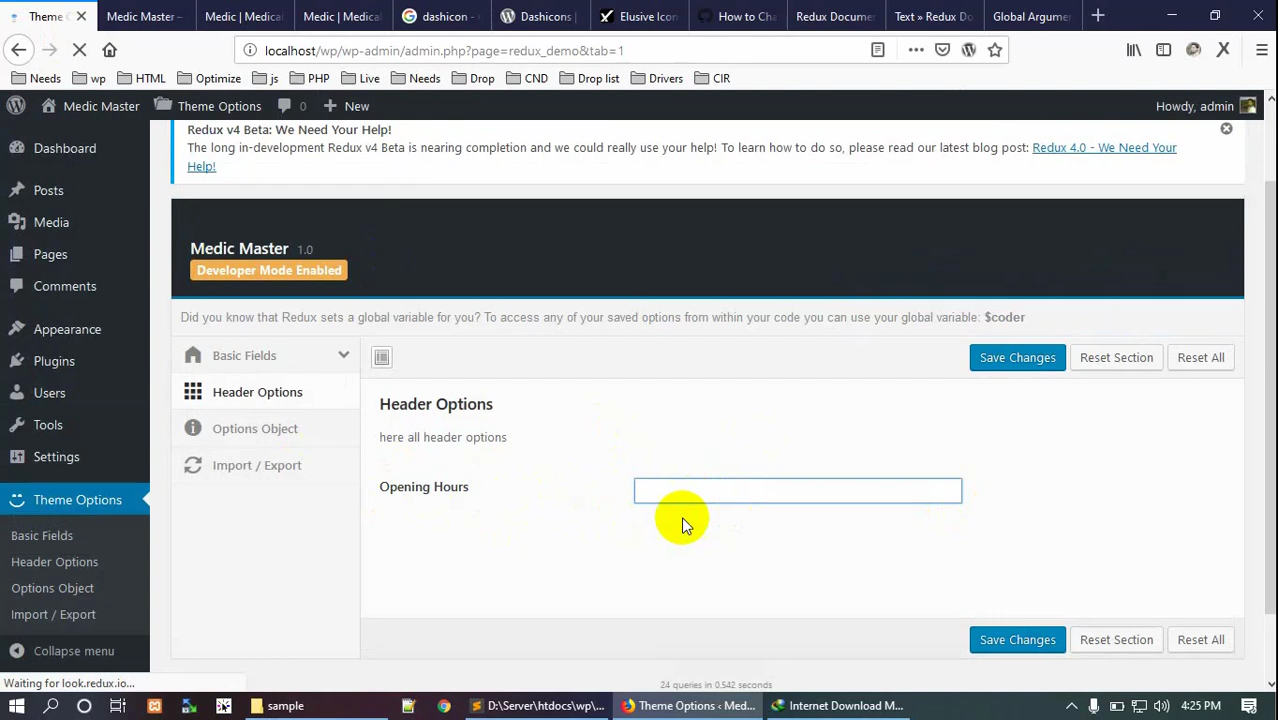 Theme O
Medic Master –
Medic | Medical
Medic | Medical
dashicon -
Dashicons |
Elusive Icon
How to Cha
Redux Docume
Text » Redux Do
Global Argume
localhost/wp/wp-admin/admin.php?page=redux_demo&tab=1
Needs
wp
HTML
Optimize
js
PHP
Live
Needs
Drop
CND
Drop list
Drivers
CIR
Medic Master
Theme Options
0
New
Howdy, admin
Dashboard
Posts
Media
Pages
Comments
Appearance
Plugins
Users
Tools
Settings
Theme Options
Basic Fields
Header Options
Options Object
Import / Export
Collapse menu
Redux v4 Beta: We Need Your Help!
The long in-development Redux v4 Beta is nearing completion and we could really use your help! To learn how to do so, please read our latest blog post: Redux 4.0 - We Need Your
Help!
Medic Master 1.0
Developer Mode Enabled
Did you know that Redux sets a global variable for you? To access any of your saved options from within your code you can use your global variable: $coder
Basic Fields
Header Options
Options Object
Import / Export
Save Changes
Reset Section
Reset All
Header Options
here all header options
Opening Hours
Save Changes
Reset Section
Reset All
24 queries in 0.542 seconds
Waiting for look.redux.io...
sample
D:\Server\htdocs\wp\...
Theme Options ‹ Med...
Internet Download M...
4:25 PM